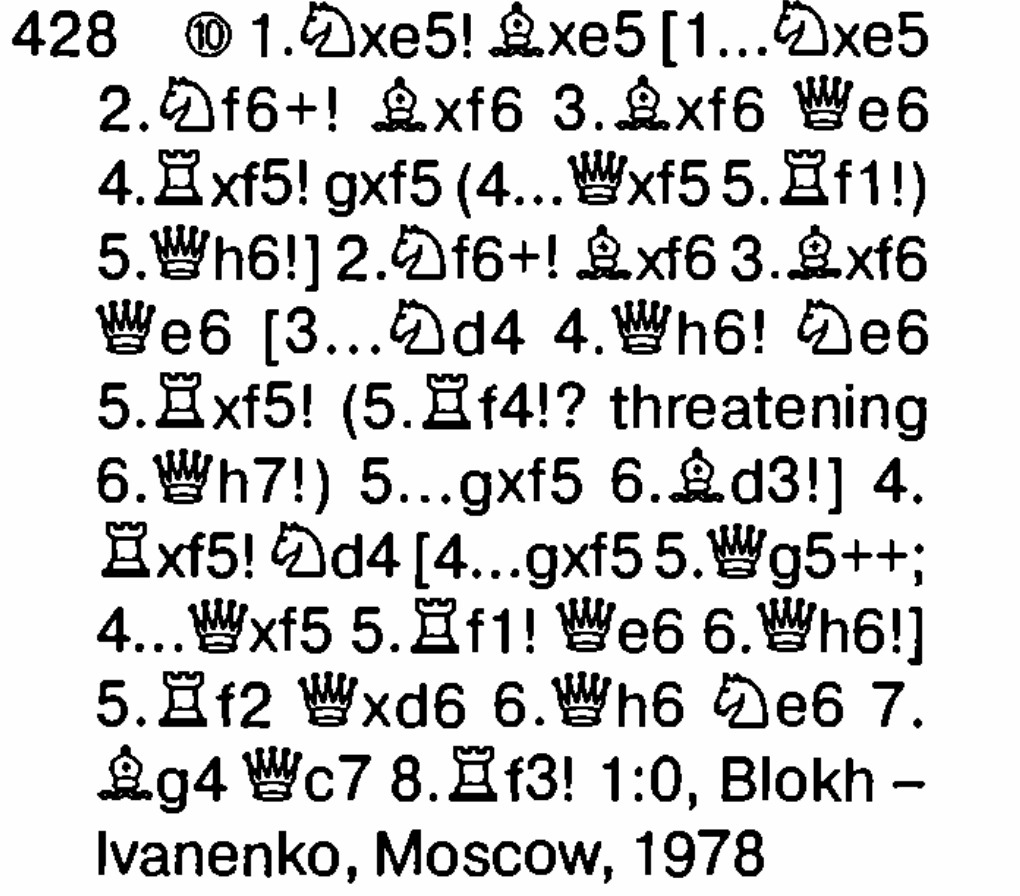 428 ⑩ 1.♘xe5! ♗xe5 [1...♘xe5
2.♘f6+! ♗xf6 3.♗xf6 ♕e6
4.♖xf5! gxf5 (4...♕xf5 5.♖f1!)
5.♕h6!] 2.♘f6+! ♗xf6 3.♗xf6
♕e6 [3...♘d4 4.♕h6! ♘e6
5.♖xf5! (5.♖f4!? threatening
6.♕h7!) 5...gxf5 6.♗d3!] 4.
♖xf5! ♘d4 [4...gxf5 5.♕g5++;
4...♕xf5 5.♖f1! ♕e6 6.♕h6!]
5.♖f2 ♕xd6 6.♕h6 ♘e6 7.
♗g4 ♕c7 8.♖f3! 1:0, Blokh –
Ivanenko, Moscow, 1978